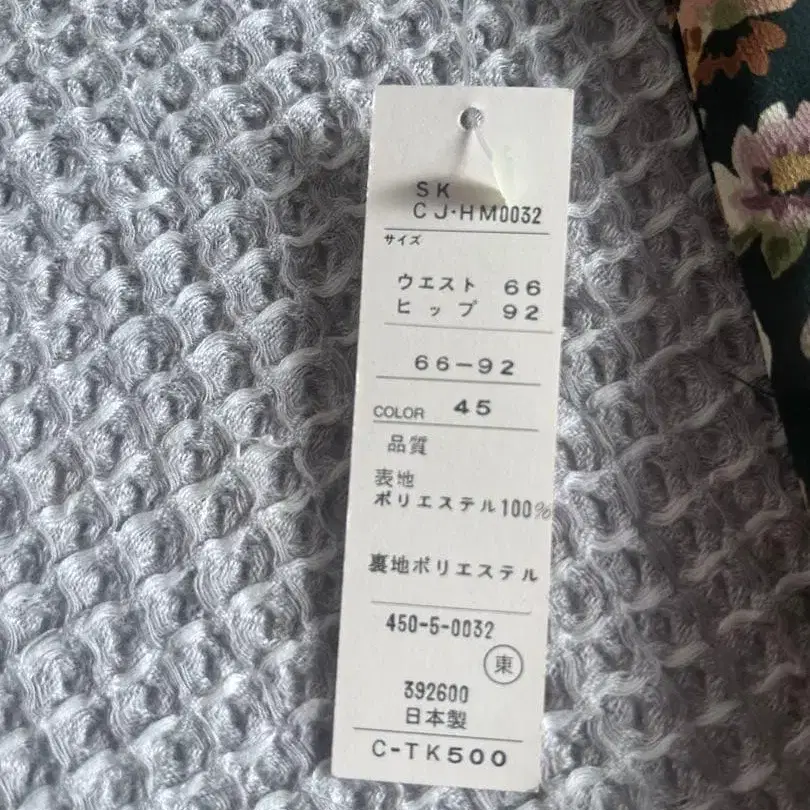 SK
CJ·HM0032
サイズ
ウエスト 66
ヒップ 92
66-92
COLOR 45
品質
表地
ポリエステル100%
裏地ポリエステル
450-5-0032
東
392600
日本製
C-TK500